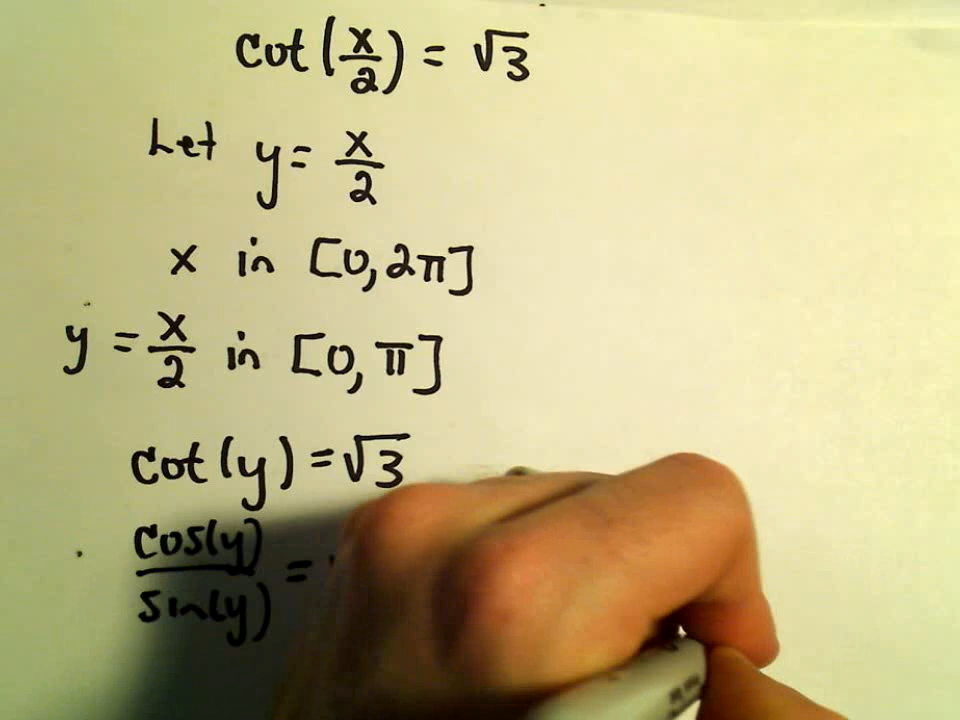 cot(x/2) = √3
Let y = x/2
x in [0, 2π]
y = x/2 in [0, π]
cot(y) = √3
cos(y)/sin(y) =